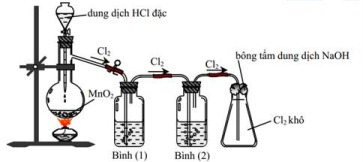 dung dịch HCl đặc
Cl₂
Cl₂
Cl₂
bông tẩm dung dịch NaOH
MnO₂
Cl₂ khô
Bình (1)
Bình (2)